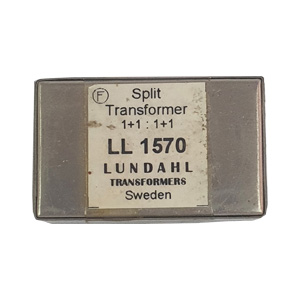 Ⓕ Split
Transformer
1+1 : 1+1
LL 1570
LUNDAHL
TRANSFORMERS
Sweden